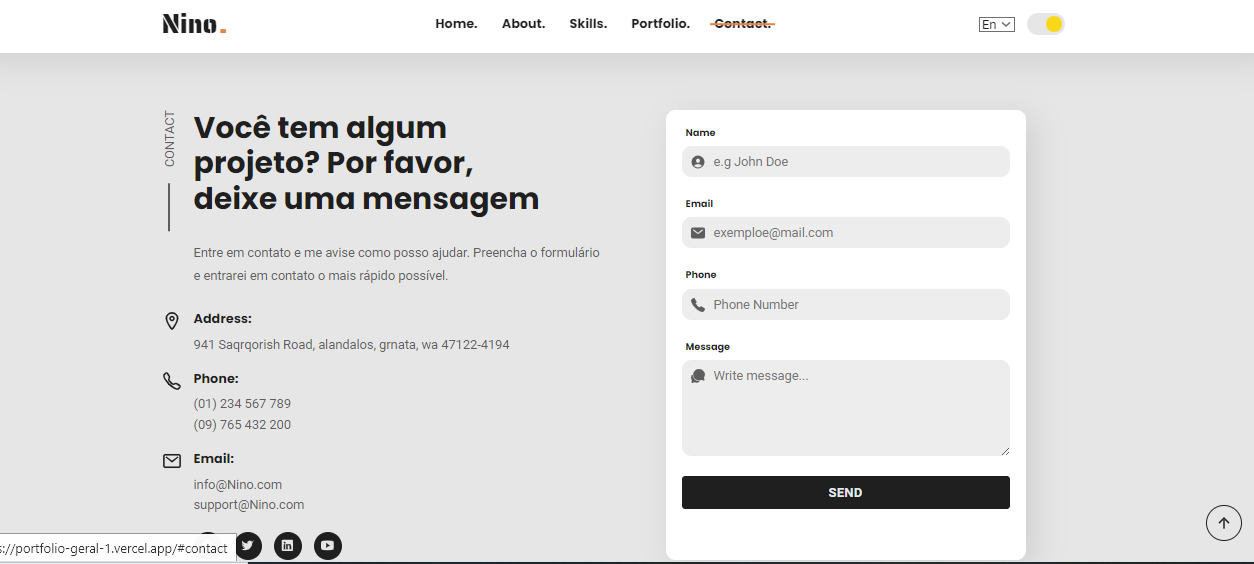 Nino.
Home. About. Skills. Portfolio. Contact.
En
CONTACT
Você tem algum
projeto? Por favor,
deixe uma mensagem
Entre em contato e me avise como posso ajudar. Preencha o formulário
e entrarei em contato o mais rápido possível.
Address:
941 Saqrqorish Road, alandalos, grnata, wa 47122-4194
Phone:
(01) 234 567 789
(09) 765 432 200
Email:
info@Nino.com
support@Nino.com
Name
e.g John Doe
Email
exemploe@mail.com
Phone
Phone Number
Message
Write message...
SEND
s://portfolio-geral-1.vercel.app/#contact